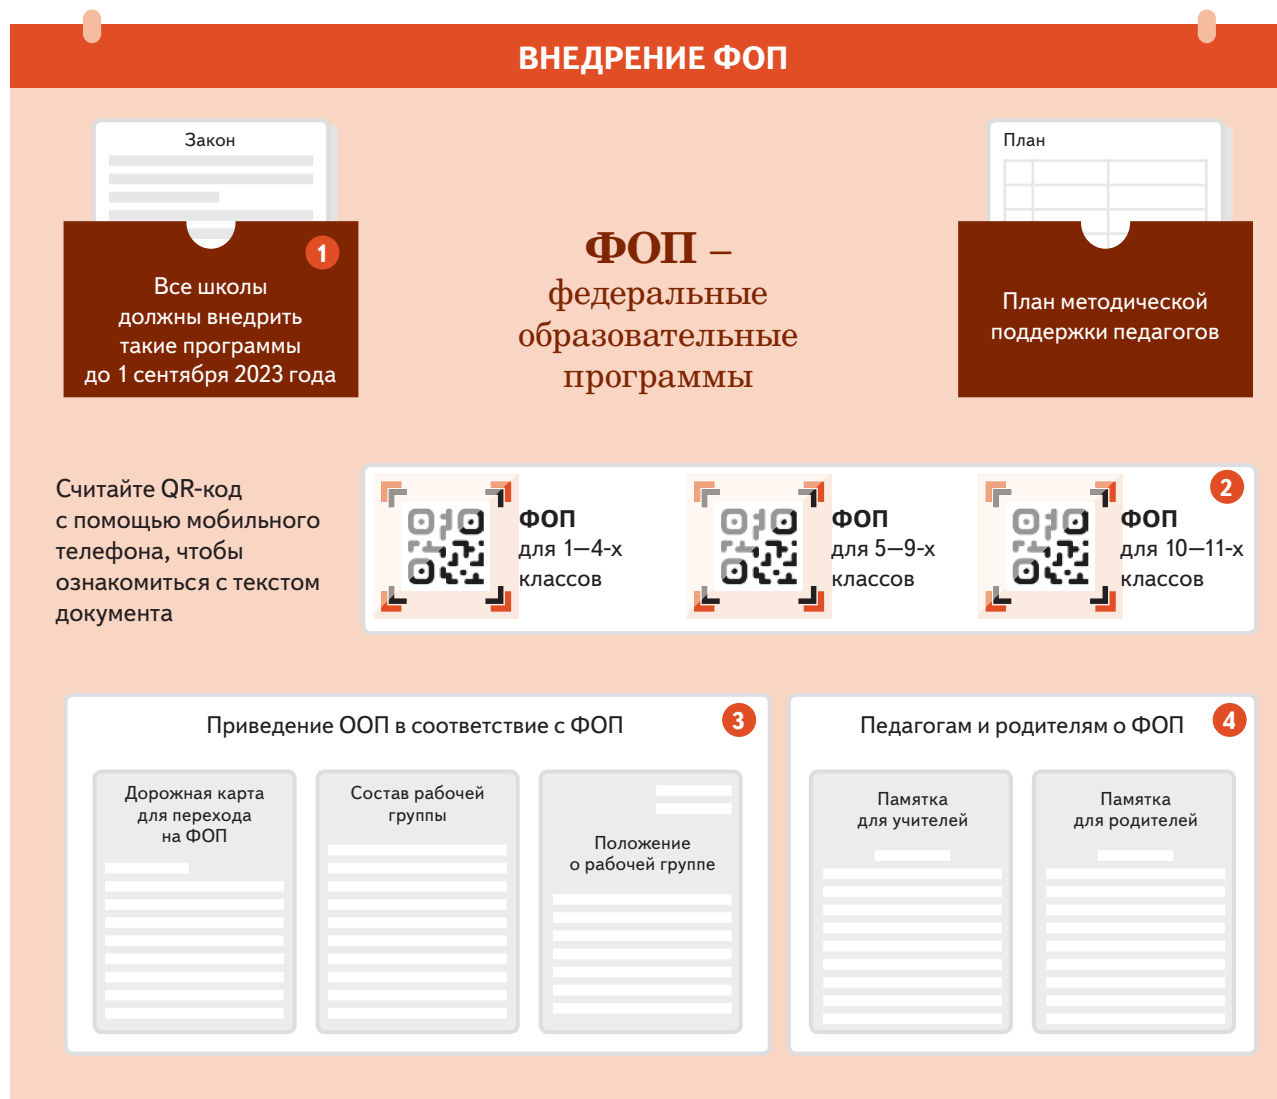 ВНЕДРЕНИЕ ФОП
Закон
1
Все школы
должны внедрить
такие программы
до 1 сентября 2023 года
ФОП –
федеральные
образовательные
программы
План
План методической
поддержки педагогов
Считайте QR-код
с помощью мобильного
телефона, чтобы
ознакомиться с текстом
документа
ФОП
для 1–4-х
классов
ФОП
для 5–9-х
классов
2
ФОП
для 10–11-х
классов
Приведение ООП в соответствие с ФОП
3
Дорожная карта
для перехода
на ФОП
Состав рабочей
группы
Положение
о рабочей группе
Педагогам и родителям о ФОП
4
Памятка
для учителей
Памятка
для родителей